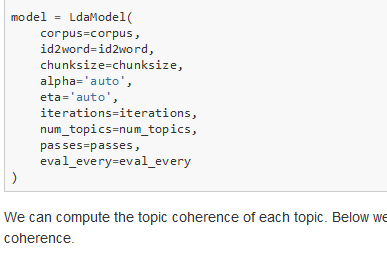 model = LdaModel(
    corpus=corpus,
    id2word=id2word,
    chunksize=chunksize,
    alpha='auto',
    eta='auto',
    iterations=iterations,
    num_topics=num_topics,
    passes=passes,
    eval_every=eval_every
)
We can compute the topic coherence of each topic. Below we
coherence.